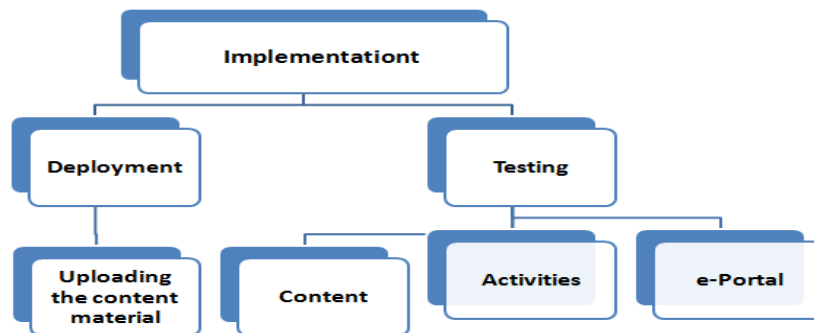 Implementationt
Deployment
Testing
Uploading
the content
material
Content
Activities
e-Portal